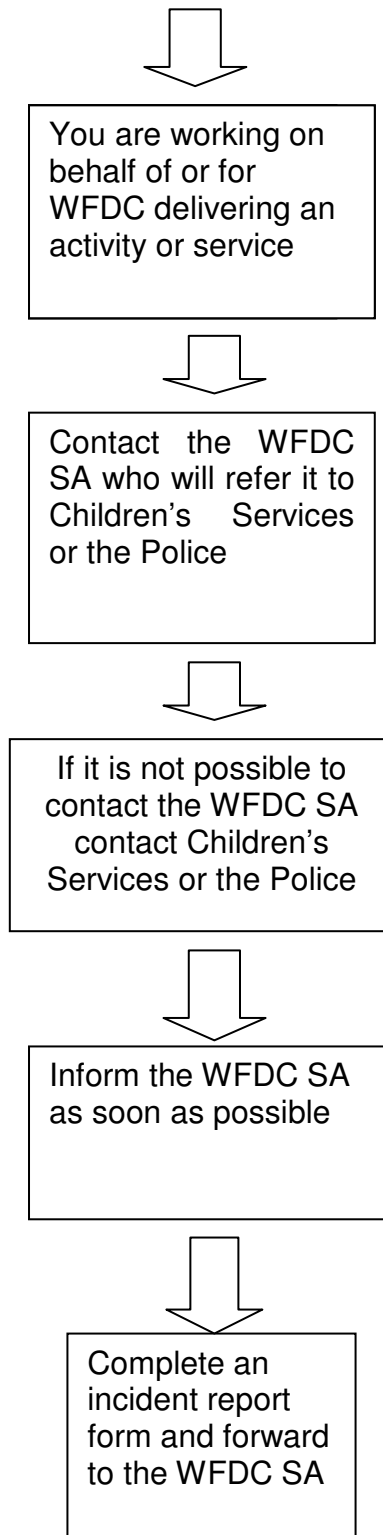 You are working on
behalf of or for
WFDC delivering an
activity or service
Contact the WFDC
SA who will refer it to
Children's Services
or the Police
If it is not possible to
contact the WFDC SA
contact Children's
Services or the Police
Inform the WFDC SA
as soon as possible
Complete an
incident report
form and forward
to the WFDC SA